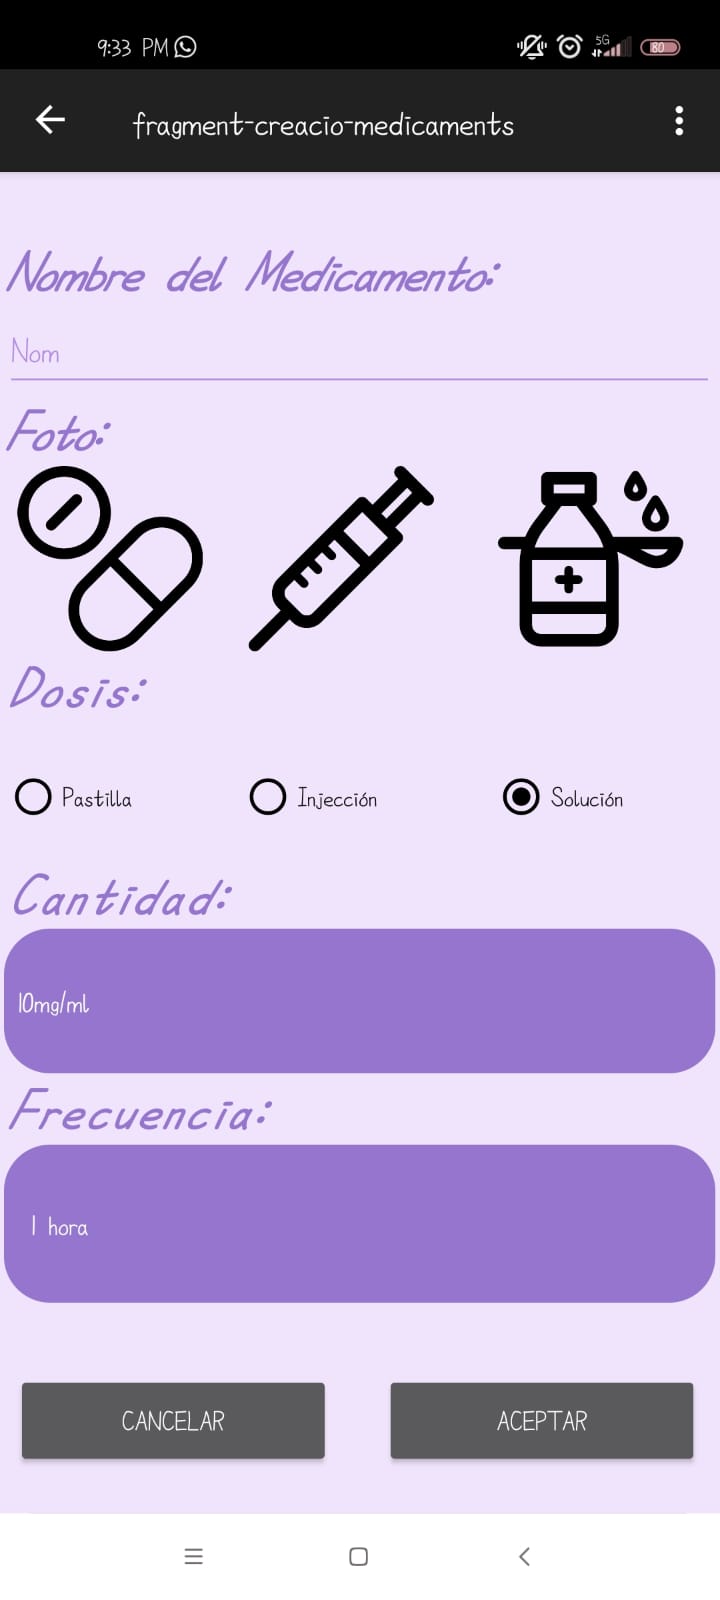 9:33 PM
5G
80
fragment-creacio-medicaments
Nombre del Medicamento:
Nom
Foto:
Dosis:
Pastilla Injección Solución
Cantidad:
10mg/ml
Frecuencia:
1 hora
CANCELAR ACEPTAR